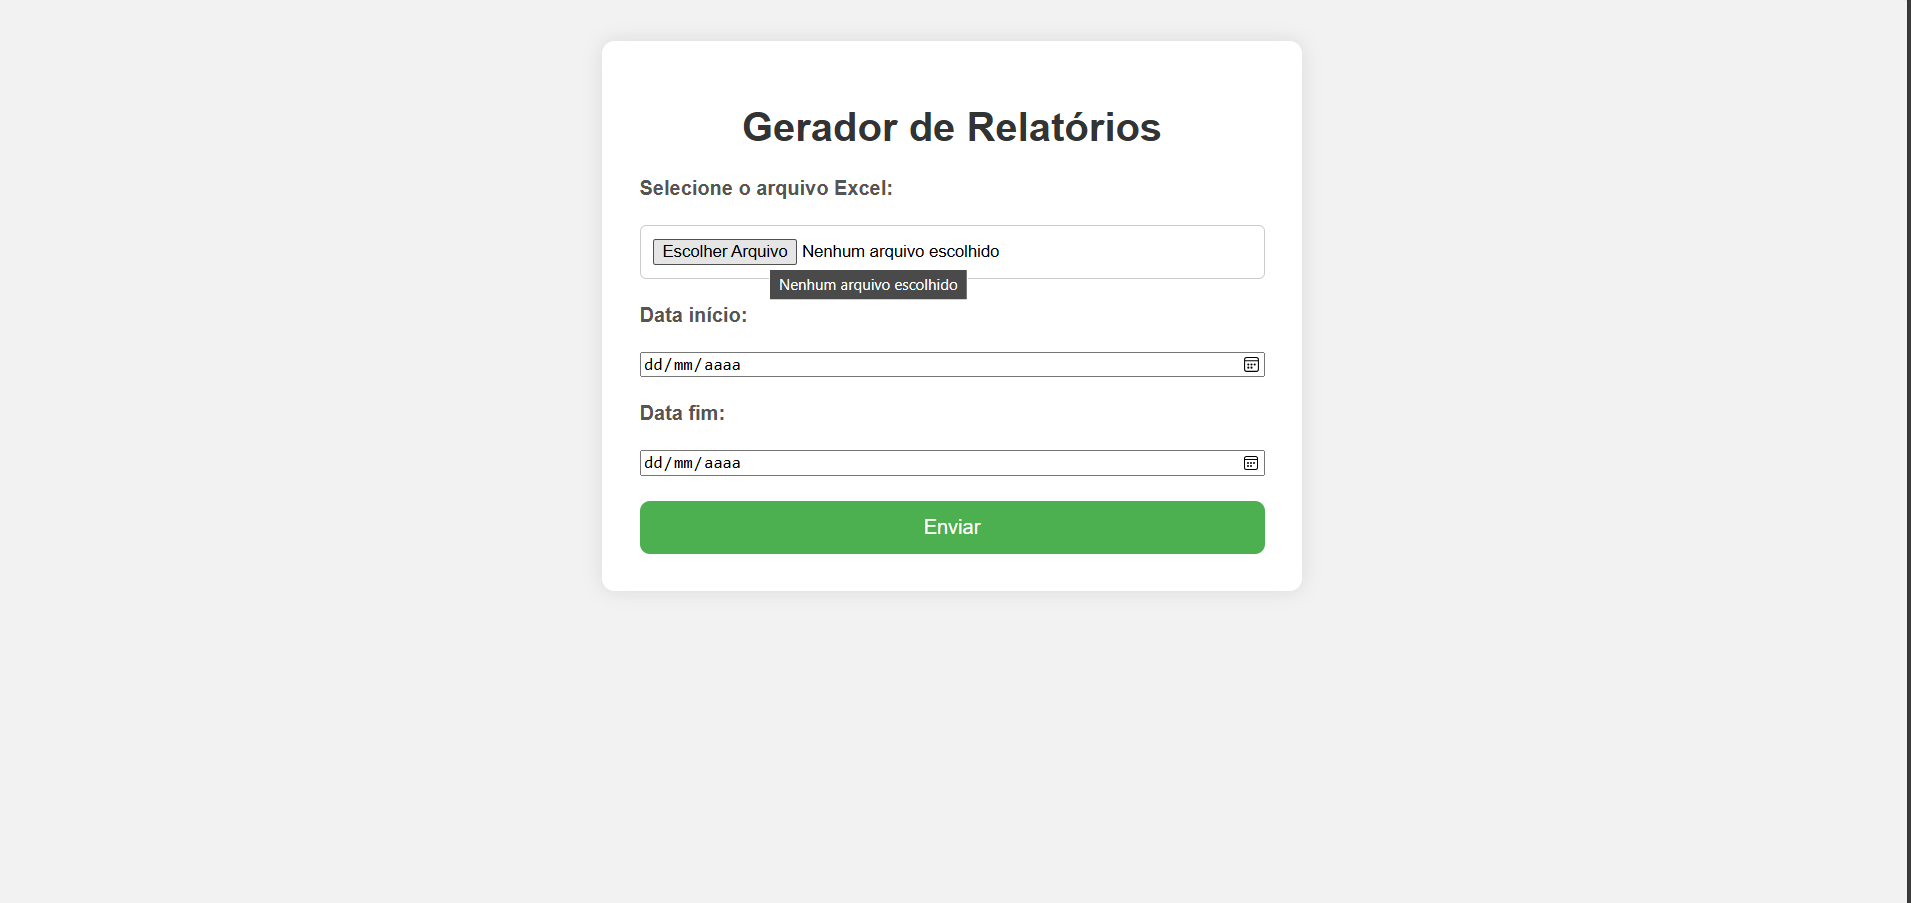 Gerador de Relatórios
Selecione o arquivo Excel:
Escolher Arquivo Nenhum arquivo escolhido
Nenhum arquivo escolhido
Data início:
dd/mm/aaaa
Data fim:
dd/mm/aaaa
Enviar